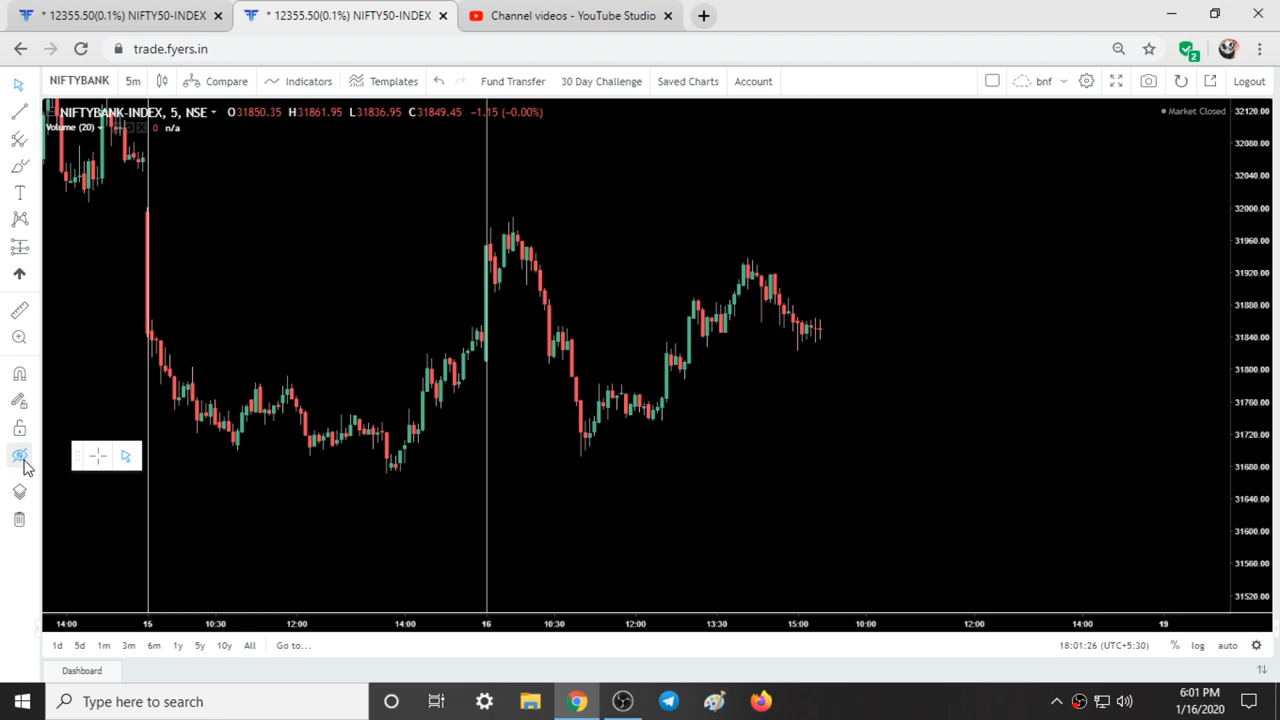 * 12355.50(0.1%) NIFTY50-INDEX
* 12355.50(0.1%) NIFTY50-INDEX
Channel videos - YouTube Studio
trade.fyers.in
2
NIFTYBANK 5m Compare Indicators Templates Fund Transfer 30 Day Challenge Saved Charts Account bnf Logout
NIFTYBANK-INDEX, 5, NSE O31850.35 H31861.95 L31836.95 C31849.45 -1.15 (-0.00%)
Market Closed
Volume (20) 0 n/a
32120.00
32080.00
32040.00
32000.00
31960.00
31920.00
31880.00
31840.00
31800.00
31760.00
31720.00
31680.00
31640.00
31600.00
31560.00
31520.00
14:00 15 10:30 12:00 14:00 16 10:30 12:00 13:30 15:00 10:00 12:00 14:00 19
1d 5d 1m 3m 6m 1y 5y 10y All Go to... 18:01:26 (UTC+5:30) % log auto
Dashboard
Type here to search
6:01 PM
1/16/2020